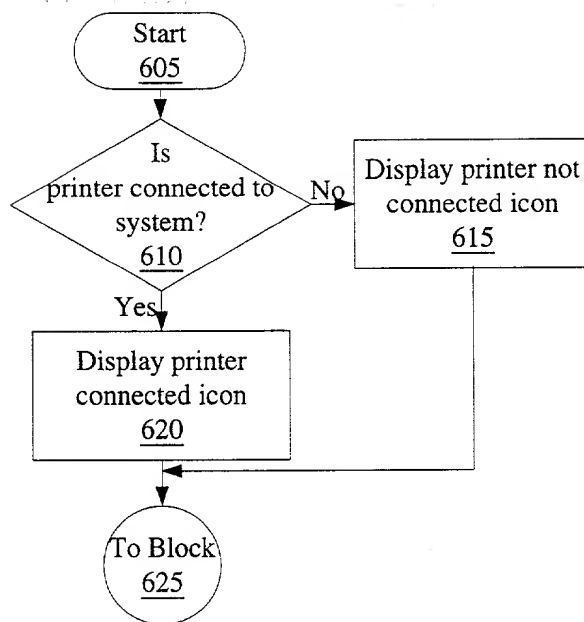 Start
605
Is
printer connected to
system?
610
No
Display printer not
connected icon
615
Yes
Display printer
connected icon
620
To Block
625